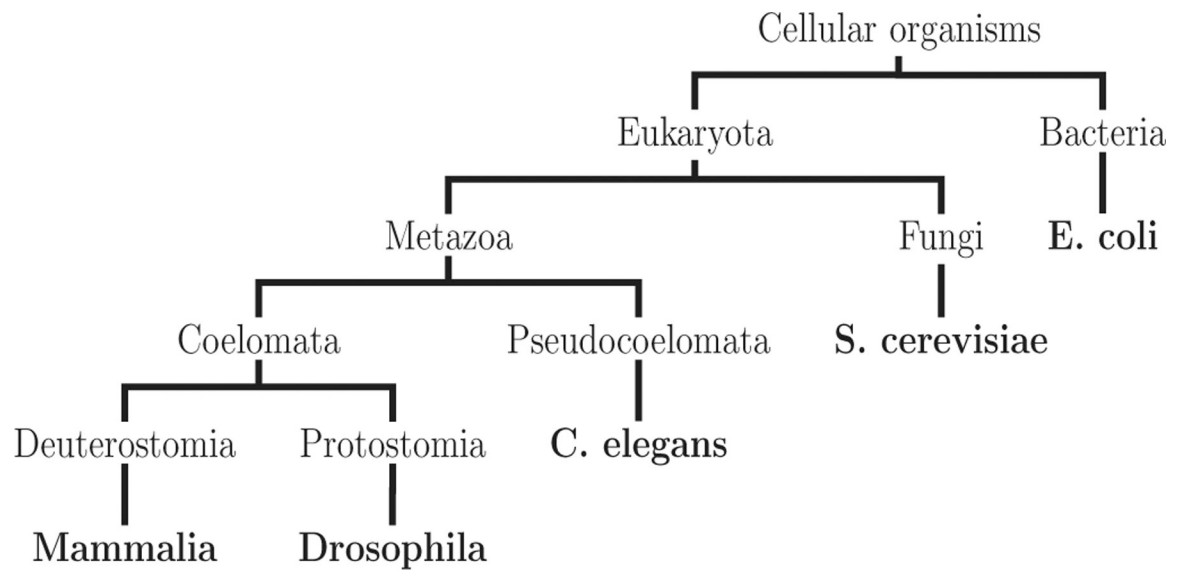 Cellular organisms
Eukaryota
Bacteria
Metazoa
Fungi
E. coli
Coelomata
Pseudocoelomata
S. cerevisiae
Deuterostomia
Protostomia
C. elegans
Mammalia
Drosophila